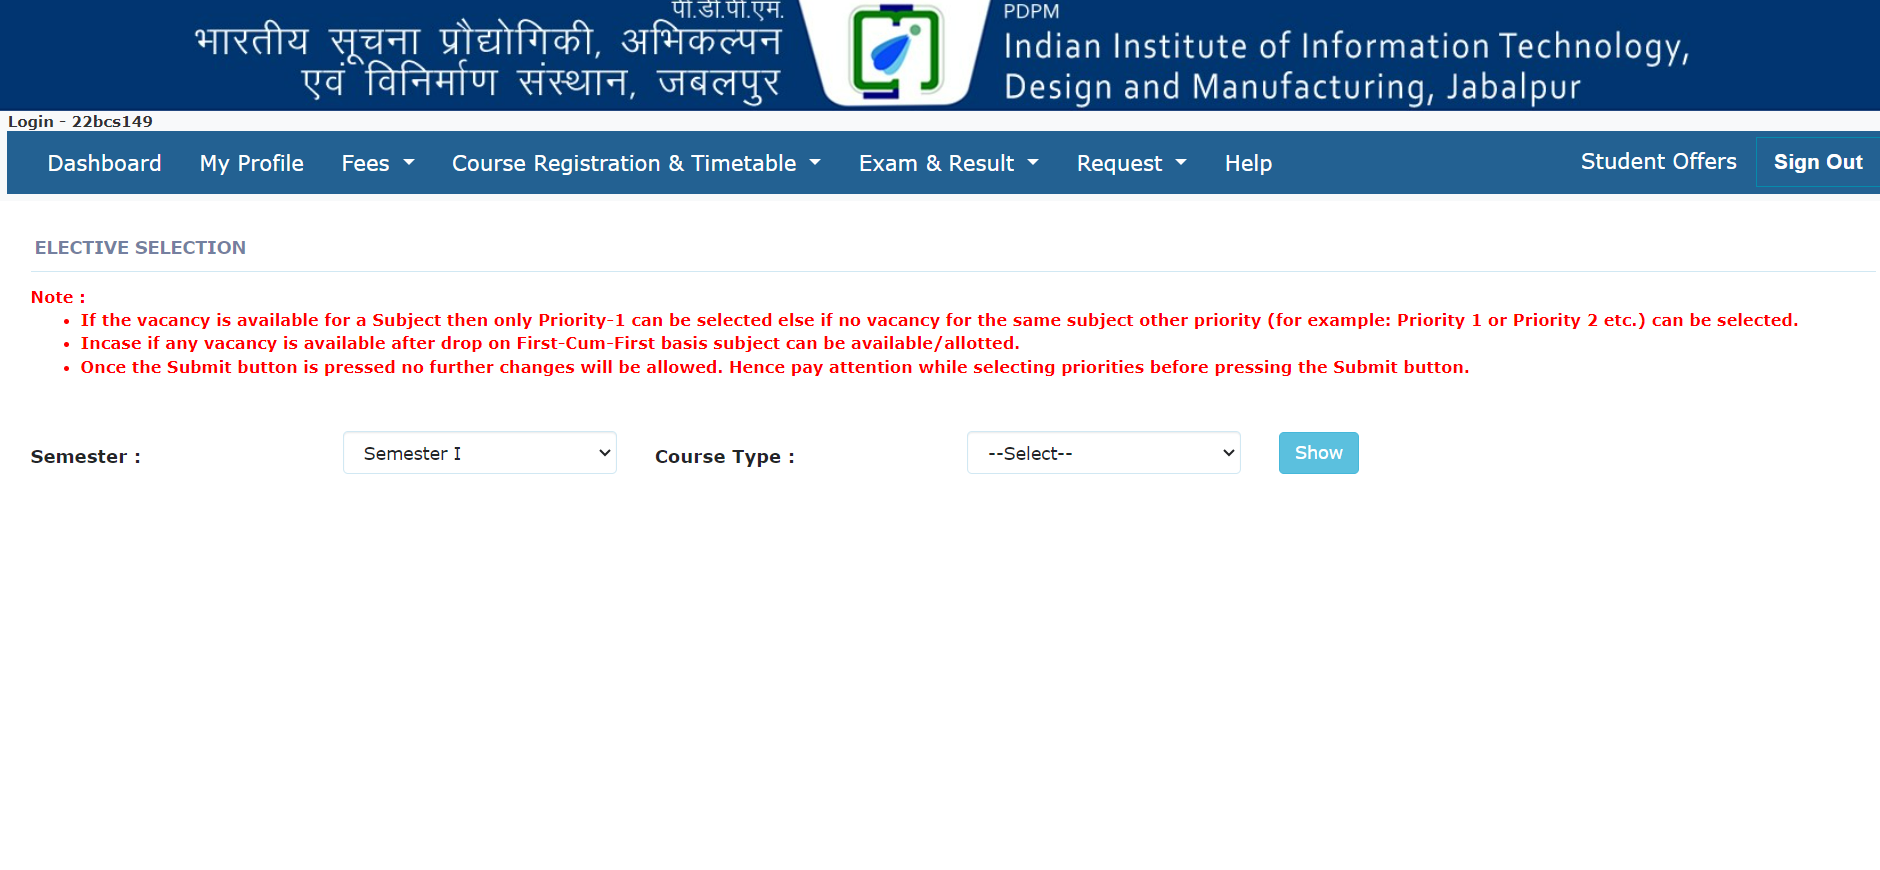 पी.डी.पी.एम.
भारतीय सूचना प्रौद्योगिकी, अभिकल्पन
एवं विनिर्माण संस्थान, जबलपुर
PDPM
Indian Institute of Information Technology,
Design and Manufacturing, Jabalpur
Login - 22bcs149
Dashboard My Profile Fees Course Registration & Timetable Exam & Result Request Help Student Offers Sign Out
ELECTIVE SELECTION
Note :
• If the vacancy is available for a Subject then only Priority-1 can be selected else if no vacancy for the same subject other priority (for example: Priority 1 or Priority 2 etc.) can be selected.
• Incase if any vacancy is available after drop on First-Cum-First basis subject can be available/allotted.
• Once the Submit button is pressed no further changes will be allowed. Hence pay attention while selecting priorities before pressing the Submit button.
Semester : Semester I Course Type : --Select-- Show